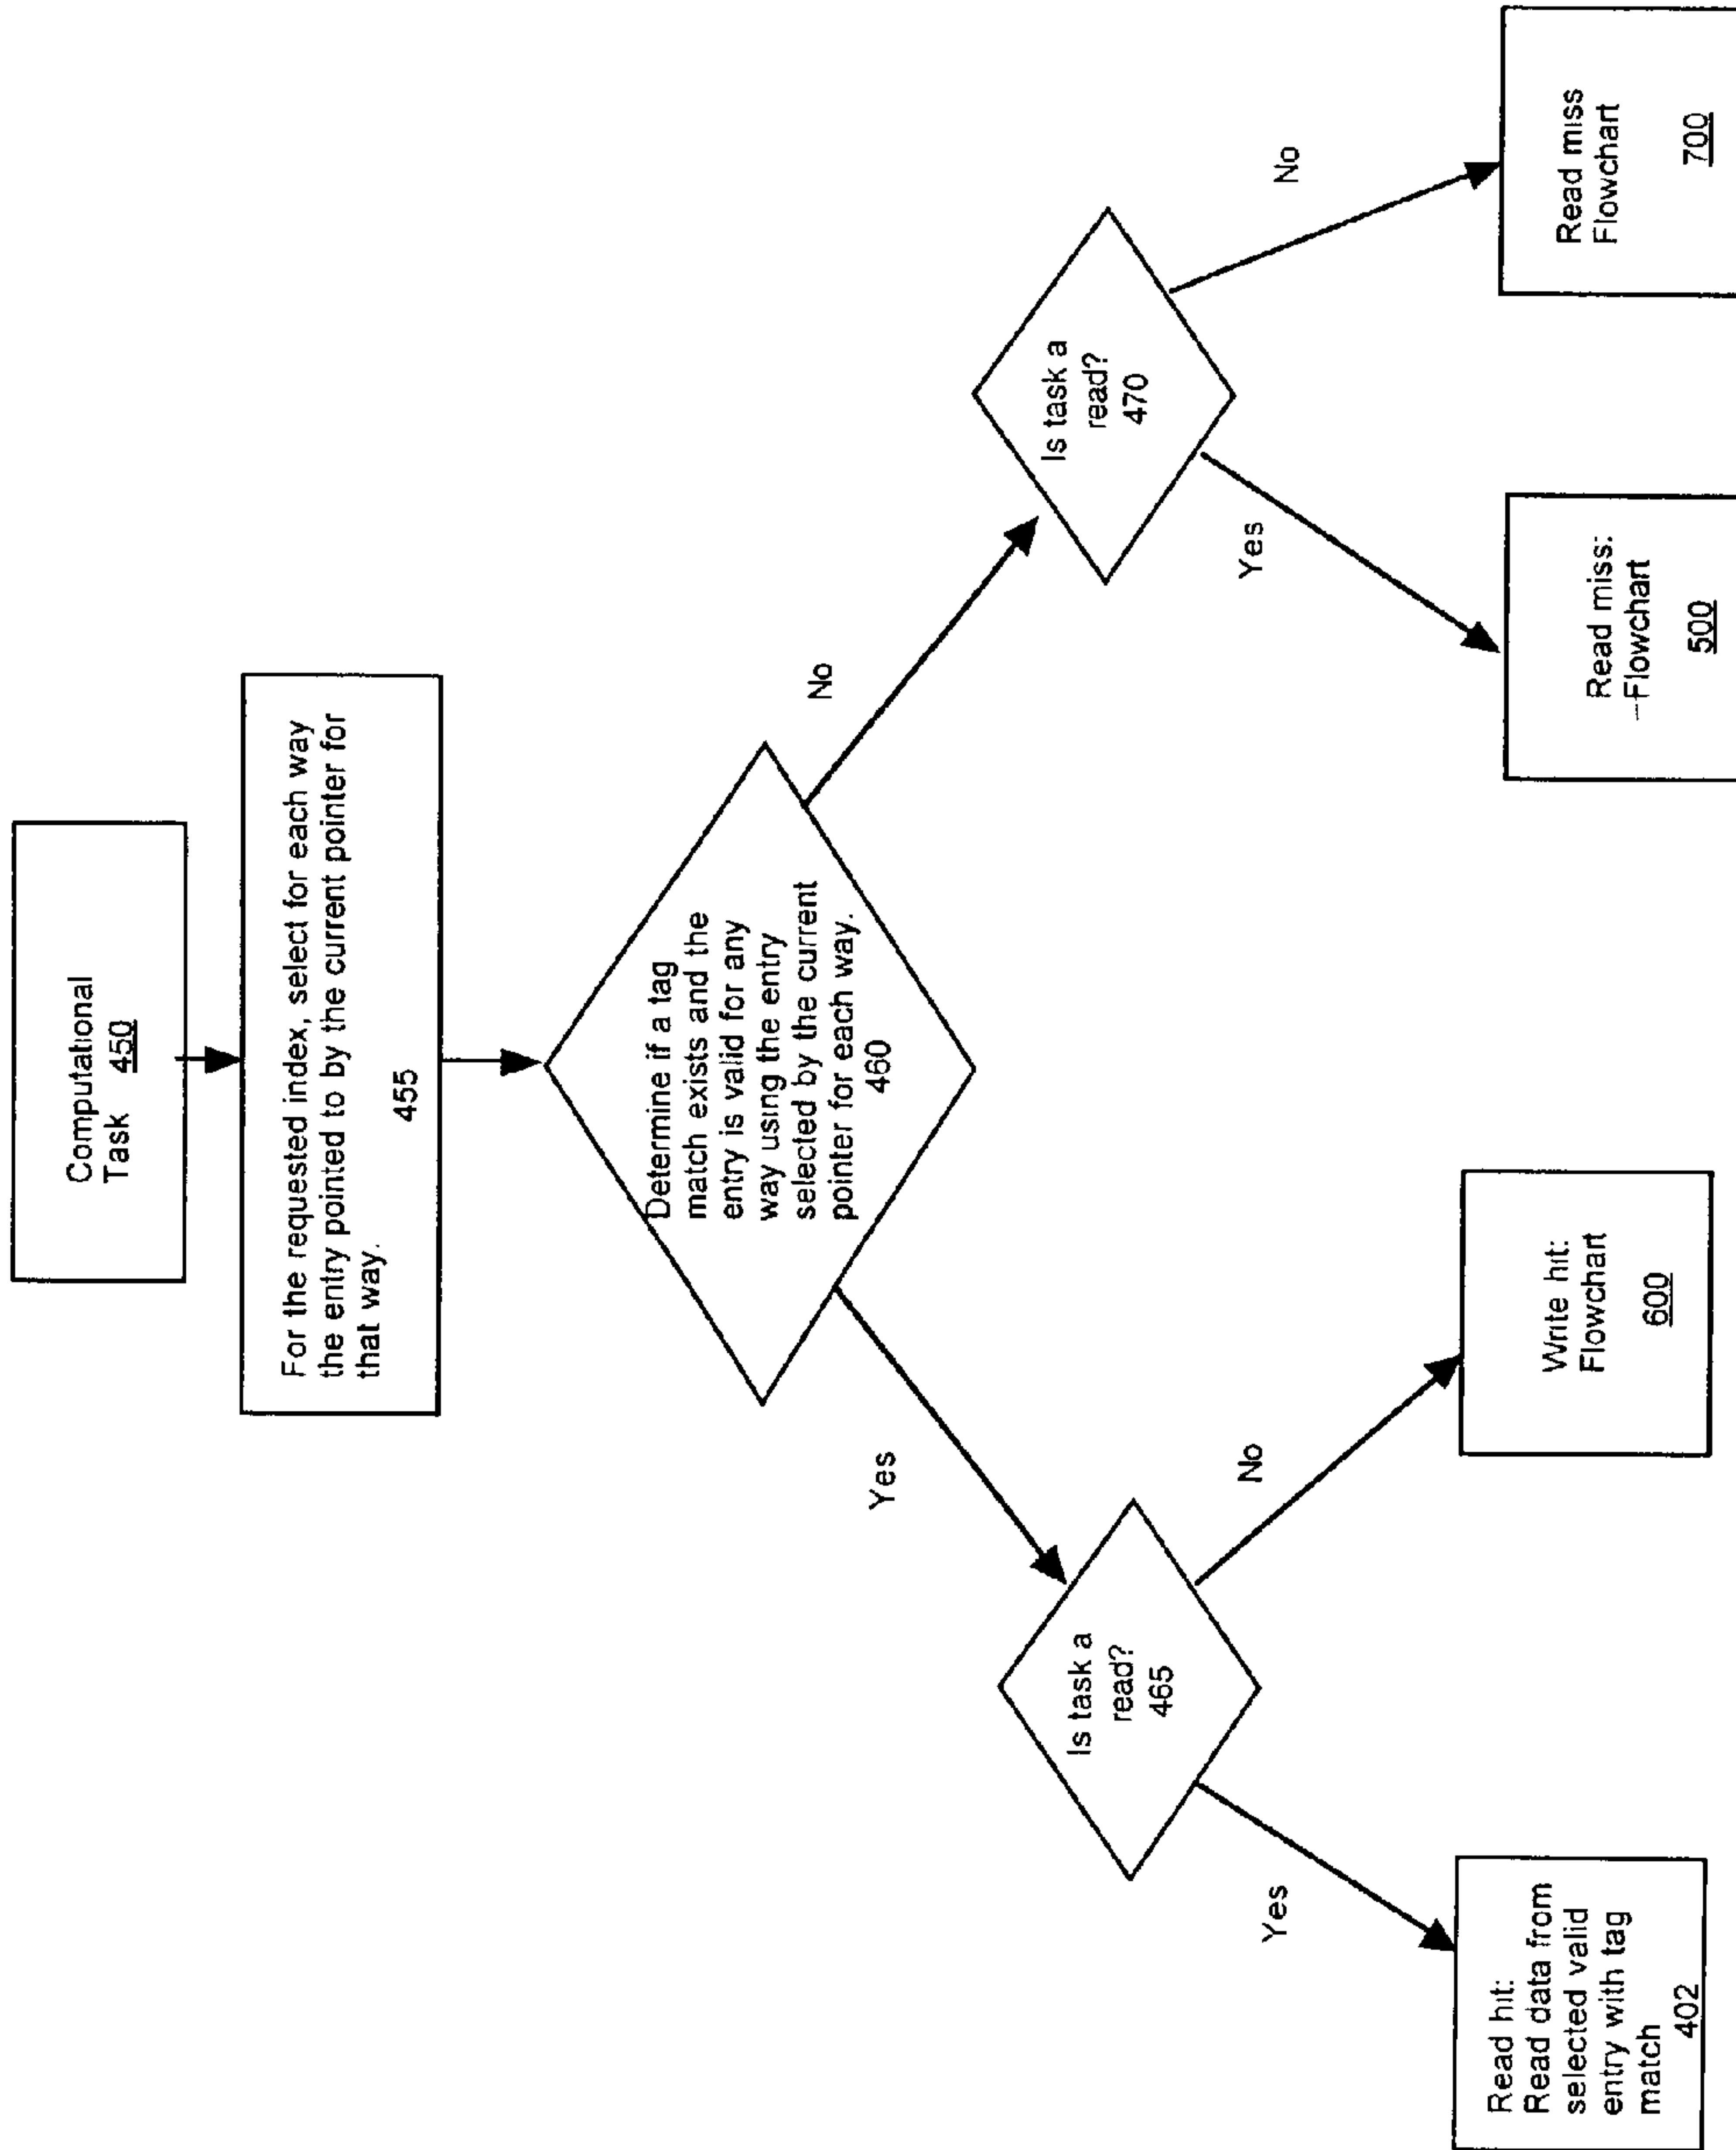 Computational
Task 450
For the requested index, select for each way
the entry pointed to by the current pointer for
that way.
455
Determine if a tag
match exists and the
entry is valid for any
way using the entry
selected by the current
pointer for each way.
460
Yes
No
Is task a
read?
465
Is task a
read?
470
Yes
No
Yes
No
Read hit:
Read data from
selected valid
entry with tag
match
402
Write hit:
Flowchart
600
Read miss:
Flowchart
500
Read miss
Flowchart
700